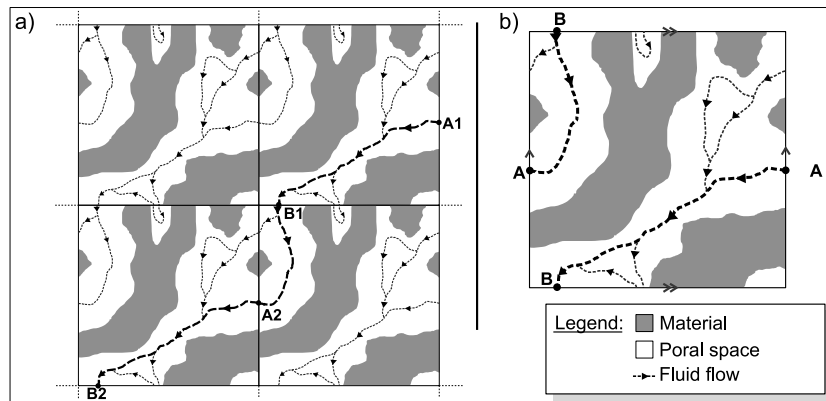 a)
A1
B1
A2
B2
b)
B
A
A
B
Legend:
Material
Poral space
Fluid flow